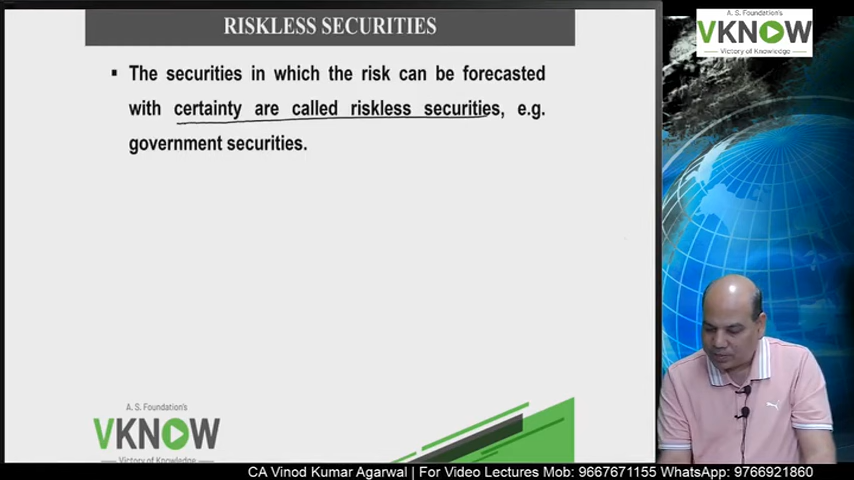 RISKLESS SECURITIES
A. S. Foundation's
VKNOW
Victory of Knowledge
▪ The securities in which the risk can be forecasted
with certainty are called riskless securities, e.g.
government securities.
A. S. Foundation's
VKNOW
Victory of Knowledge
CA Vinod Kumar Agarwal | For Video Lectures Mob: 9667671155 WhatsApp: 9766921860